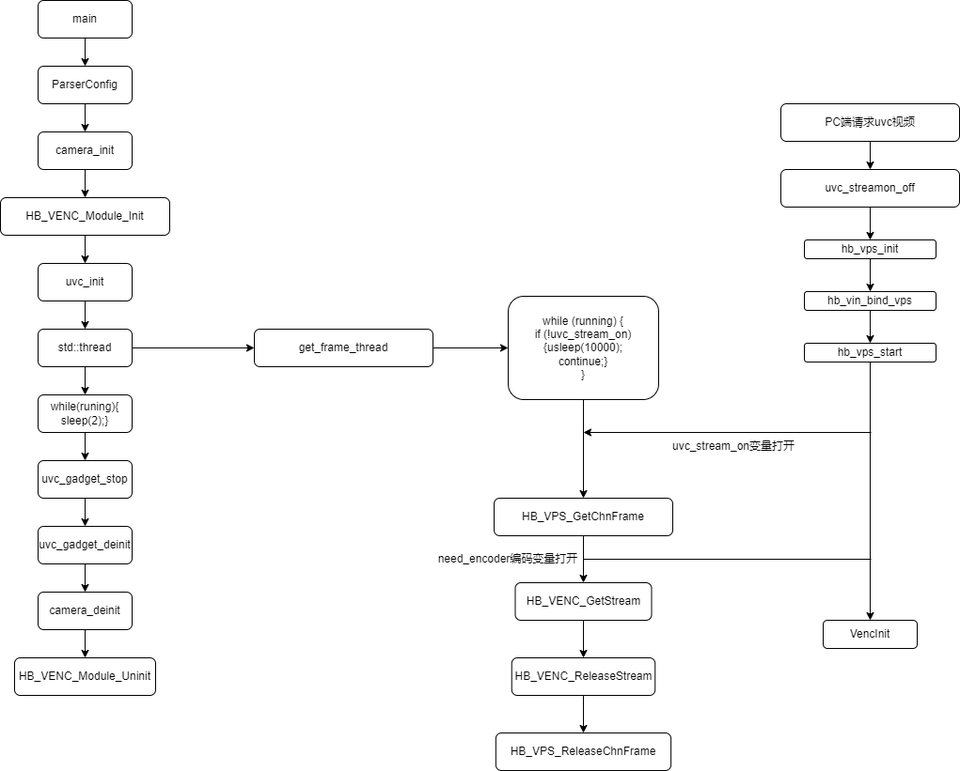 main
ParserConfig
camera_init
HB_VENC_Module_Init
uvc_init
std::thread
while(runing){
sleep(2);}
uvc_gadget_stop
uvc_gadget_deinit
camera_deinit
HB_VENC_Module_Uninit
get_frame_thread
while (running) {
if (!uvc_stream_on)
{usleep(10000);
continue;}
}
HB_VPS_GetChnFrame
need_encoder编码变量打开
HB_VENC_GetStream
HB_VENC_ReleaseStream
HB_VPS_ReleaseChnFrame
PC端请求uvc视频
uvc_streamon_off
hb_vps_init
hb_vin_bind_vps
hb_vps_start
uvc_stream_on变量打开
VencInit